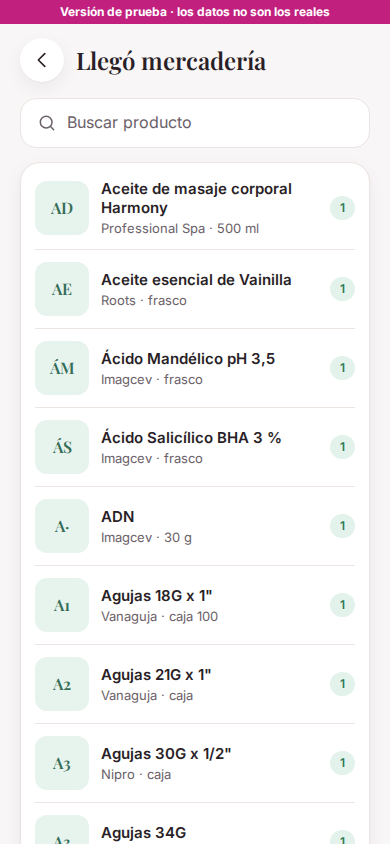 Versión de prueba · los datos no son los reales
Llegó mercadería
Buscar producto
AD
Aceite de masaje corporal
Harmony
Professional Spa · 500 ml
1
AE
Aceite esencial de Vainilla
Roots · frasco
1
ÁM
Ácido Mandélico pH 3,5
Imagcev · frasco
1
ÁS
Ácido Salicílico BHA 3 %
Imagcev · frasco
1
A·
ADN
Imagcev · 30 g
1
A1
Agujas 18G x 1"
Vanaguja · caja 100
1
A2
Agujas 21G x 1"
Vanaguja · caja
1
A3
Agujas 30G x 1/2"
Nipro · caja
1
A3
Agujas 34G
1